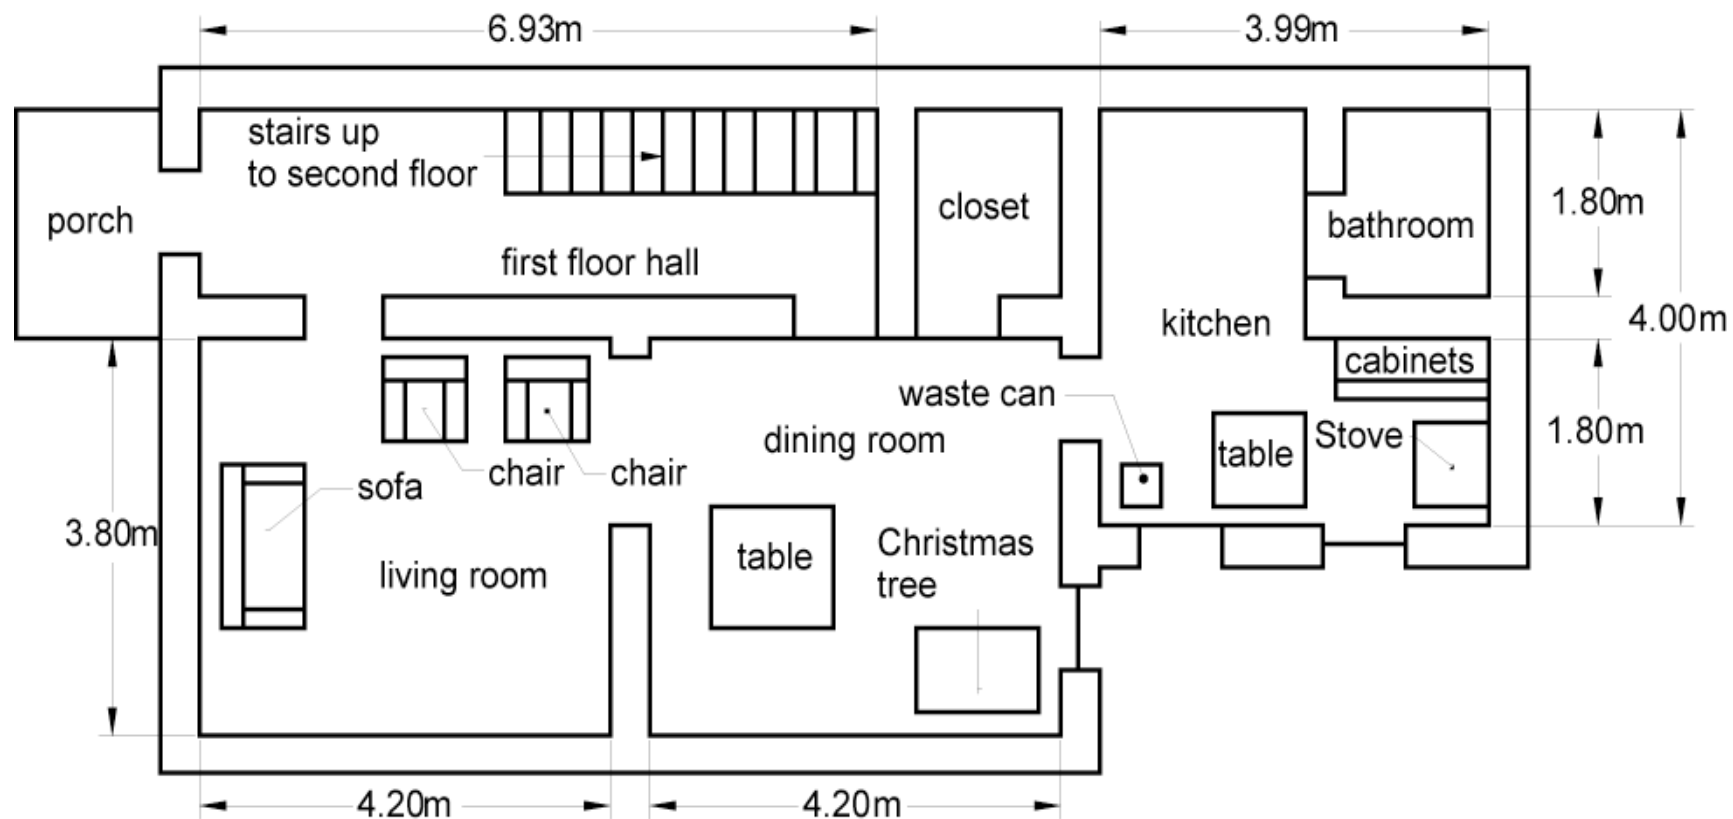 6.93m
3.99m
stairs up
to second floor
porch
closet
1.80m
bathroom
first floor hall
kitchen
4.00m
cabinets
waste can
dining room
Stove
1.80m
table
chair
chair
sofa
3.80m
table
Christmas
tree
living room
4.20m
4.20m